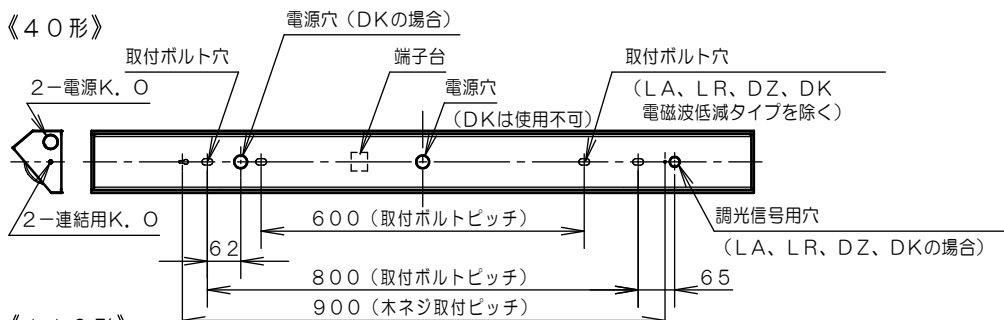 《４０形》
電源穴（ＤＫの場合）
取付ボルト穴
端子台
取付ボルト穴
２－電源Ｋ．Ｏ
電源穴
（ＬＡ、ＬＲ、ＤＺ、ＤＫ
（ＤＫは使用不可）
電磁波低減タイプを除く）
２－連結用Ｋ．Ｏ
６００（取付ボルトピッチ）
調光信号用穴
６２
（ＬＡ、ＬＲ、ＤＺ、ＤＫの場合）
８００（取付ボルトピッチ）
６５
９００（木ネジ取付ピッチ）